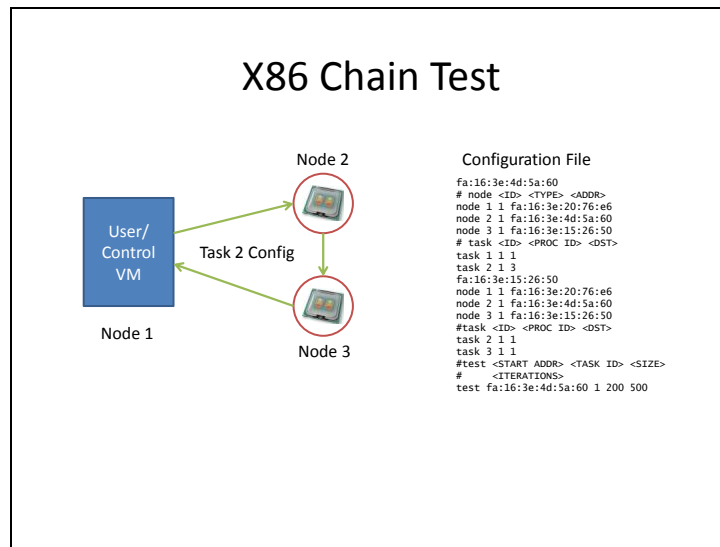 X86 Chain Test
Node 2
User/
Control
VM
Task 2 Config
Node 1
Node 3
Configuration File
fa:16:3e:4d:5a:60
# node <ID> <TYPE> <ADDR>
node 1 1 fa:16:3e:20:76:e6
node 2 1 fa:16:3e:4d:5a:60
node 3 1 fa:16:3e:15:26:50
# task <ID> <PROC ID> <DST>
task 1 1 1
task 2 1 3
fa:16:3e:15:26:50
node 1 1 fa:16:3e:20:76:e6
node 2 1 fa:16:3e:4d:5a:60
node 3 1 fa:16:3e:15:26:50
#task <ID> <PROC ID> <DST>
task 2 1 1
task 3 1 1
#test <START ADDR> <TASK ID> <SIZE>
# <ITERATIONS>
test fa:16:3e:4d:5a:60 1 200 500